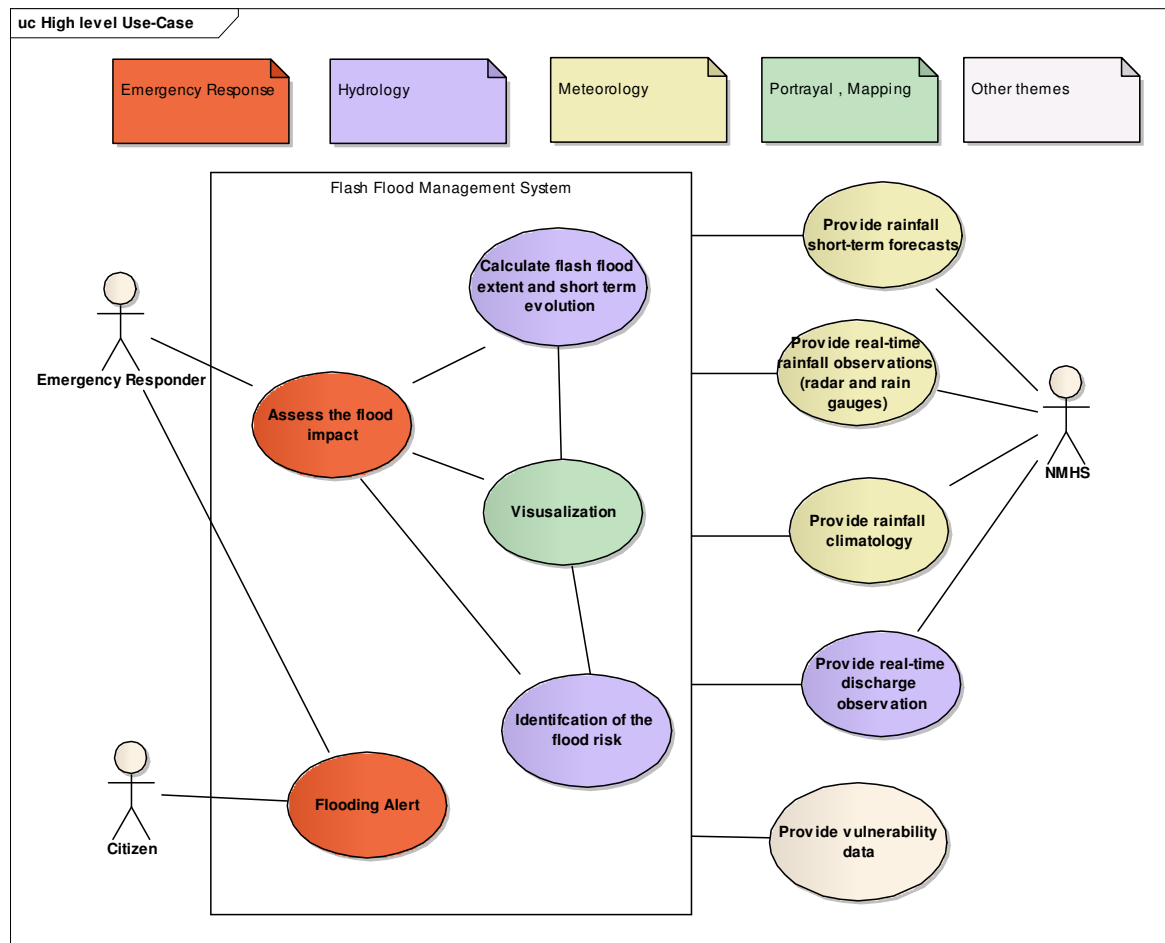 uc High level Use-Case
Emergency Response
Hydrology
Meteorology
Portrayal , Mapping
Other themes
Flash Flood Management System
Calculate flash flood
extent and short term
evolution
Provide rainfall
short-term forecasts
Emergency Responder
Assess the flood
impact
Provide real-time
rainfall observations
(radar and rain
gauges)
NMHS
Visusalization
Provide rainfall
climatology
Identifcation of the
flood risk
Provide real-time
discharge
observation
Citizen
Flooding Alert
Provide vulnerability
data